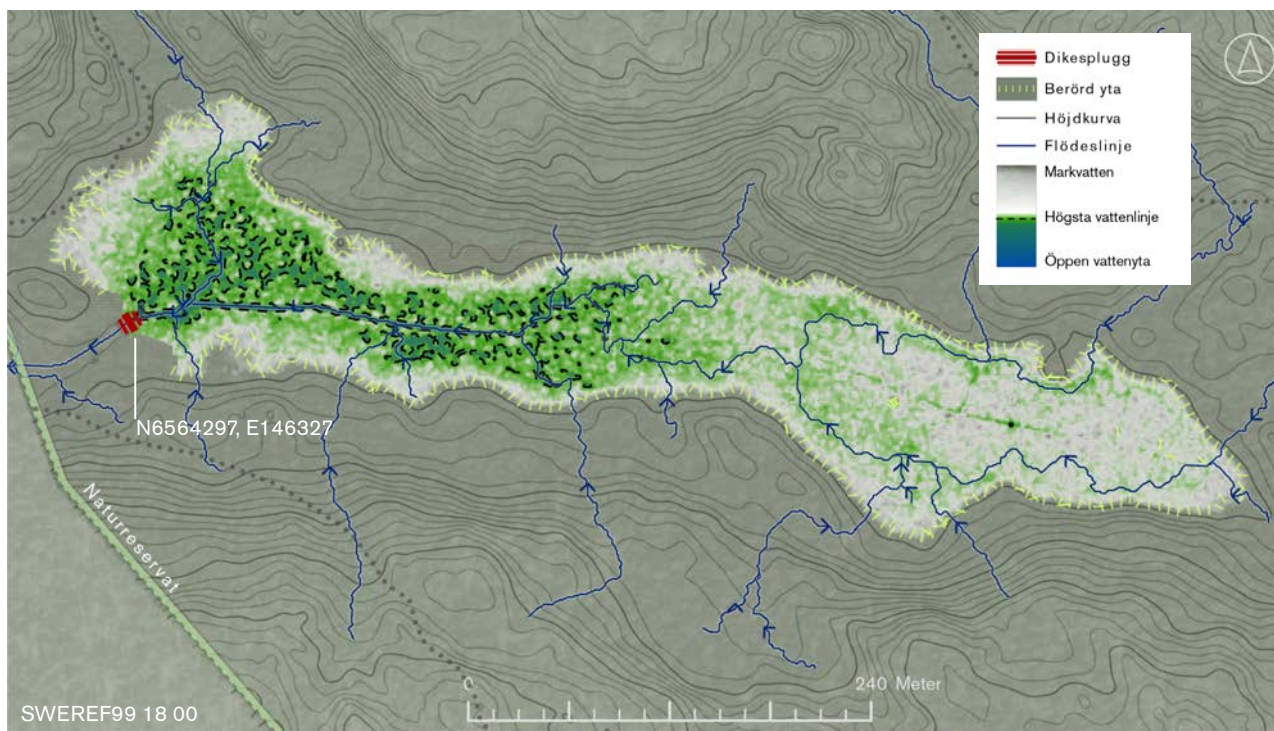 Dikesplugg
Berörd yta
Höjdkurva
Flödeslinje
Markvatten
Högsta vattenlinje
Öppen vattenyta
N6564297, E146327
Naturreservat
0 240 Meter
SWEREF99 18 00